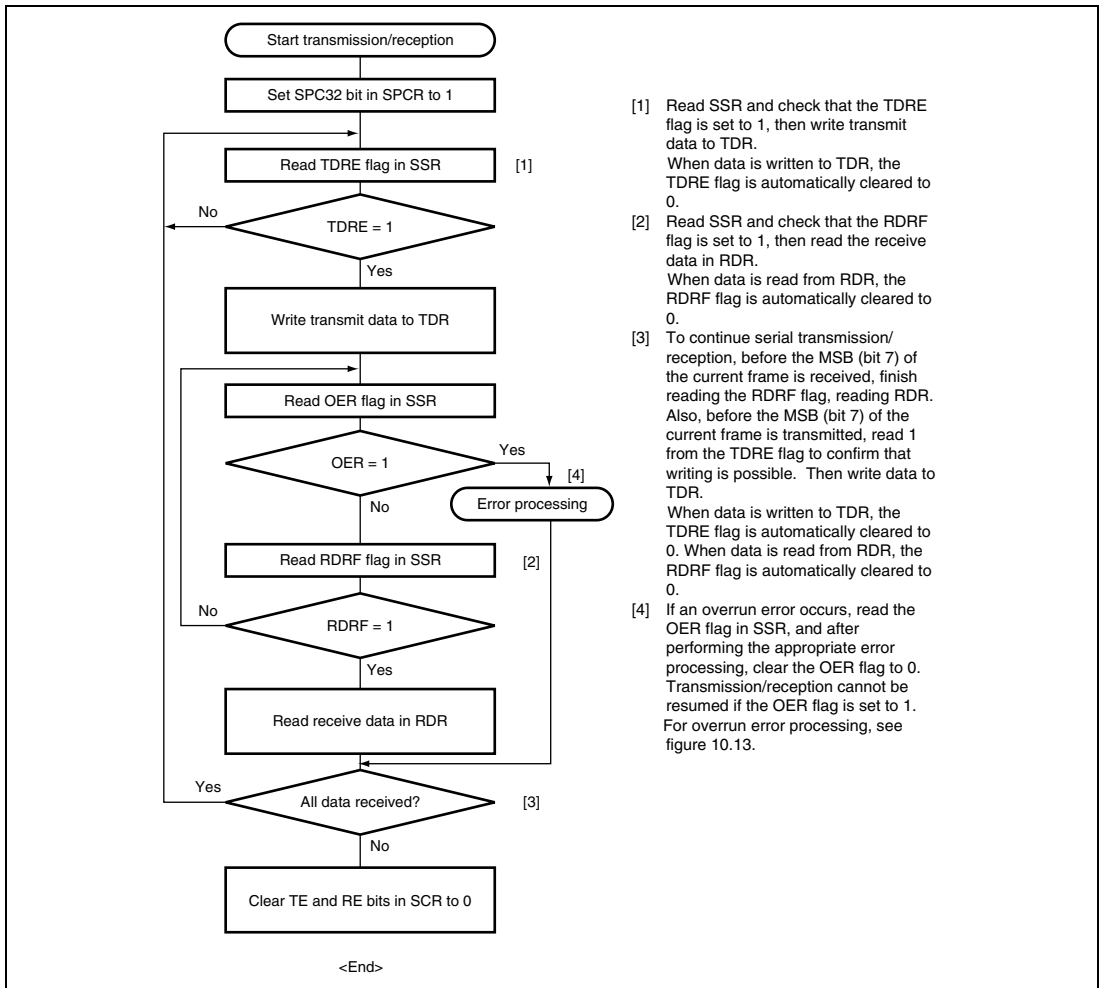 Start transmission/reception
Set SPC32 bit in SPCR to 1
Read TDRE flag in SSR
[1]
No
TDRE = 1
Yes
Write transmit data to TDR
Read OER flag in SSR
OER = 1
Yes
[4]
Error processing
No
Read RDRF flag in SSR
[2]
No
RDRF = 1
Yes
Read receive data in RDR
Yes
All data received?
[3]
No
Clear TE and RE bits in SCR to 0
<End>
[1] Read SSR and check that the TDRE
flag is set to 1, then write transmit
data to TDR.
When data is written to TDR, the
TDRE flag is automatically cleared to
0.
[2] Read SSR and check that the RDRF
flag is set to 1, then read the receive
data in RDR.
When data is read from RDR, the
RDRF flag is automatically cleared to
0.
[3] To continue serial transmission/
reception, before the MSB (bit 7) of
the current frame is received, finish
reading the RDRF flag, reading RDR.
Also, before the MSB (bit 7) of the
current frame is transmitted, read 1
from the TDRE flag to confirm that
writing is possible. Then write data to
TDR.
When data is written to TDR, the
TDRE flag is automatically cleared to
0. When data is read from RDR, the
RDRF flag is automatically cleared to
0.
[4] If an overrun error occurs, read the
OER flag in SSR, and after
performing the appropriate error
processing, clear the OER flag to 0.
Transmission/reception cannot be
resumed if the OER flag is set to 1.
For overrun error processing, see
figure 10.13.